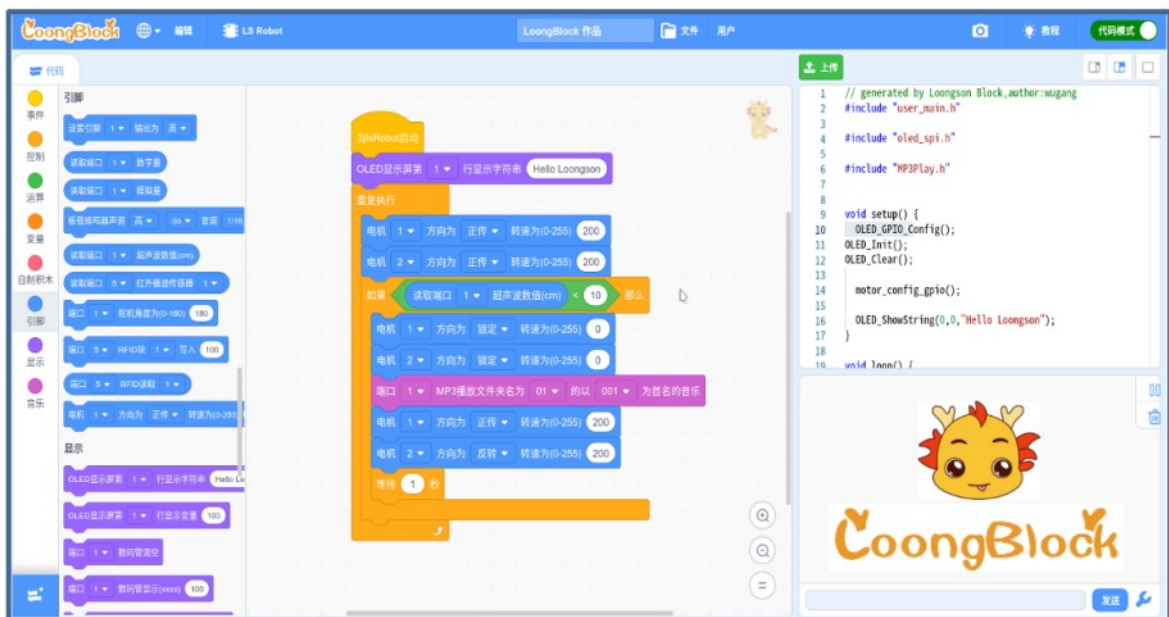 LoongBlock
编辑
LS Robot
LoongBlock 作品
文件
用户
教程
代码模式
代码
上传
事件
控制
运算
变量
自制积木
引脚
显示
音乐
引脚
设置引脚 1 输出为 高
读取端口 1 数字量
读取端口 1 模拟量
板载蜂鸣器声调 高 do 音调 1/16
读取端口 1 超声波数值(cm)
读取端口 5 红外循迹传感器 1
端口 1 舵机角度为(0-180) 180
端口 5 RFID块 1 写入 100
端口 5 RFID读取 1
电机 1 方向为 正传 转速为(0-255)
显示
OLED显示屏第 1 行显示字符串 Hello Lo
OLED显示屏第 1 行显示变量 100
端口 1 数码管清空
端口 1 数码管显示(xxxx) 100
当lsRobot启动
OLED显示屏第 1 行显示字符串 Hello Loongson
重复执行
电机 1 方向为 正传 转速为(0-255) 200
电机 2 方向为 正传 转速为(0-255) 200
如果 读取端口 1 超声波数值(cm) < 10 那么
电机 1 方向为 锁定 转速为(0-255) 0
电机 2 方向为 锁定 转速为(0-255) 0
端口 1 MP3播放文件夹名为 01 的以 001 为首名的音乐
电机 1 方向为 正传 转速为(0-255) 200
电机 2 方向为 反转 转速为(0-255) 200
等待 1 秒
1 // generated by Loongson Block,author:wugang
2 #include "user_main.h"
3
4 #include "oled_spi.h"
5
6 #include "MP3Play.h"
7
8
9 void setup() {
10 OLED_GPIO_Config();
11 OLED_Init();
12 OLED_Clear();
13
14 motor_config_gpio();
15
16 OLED_ShowString(0,0,"Hello Loongson");
17 }
18
19 void loop() {
LoongBlock
发送